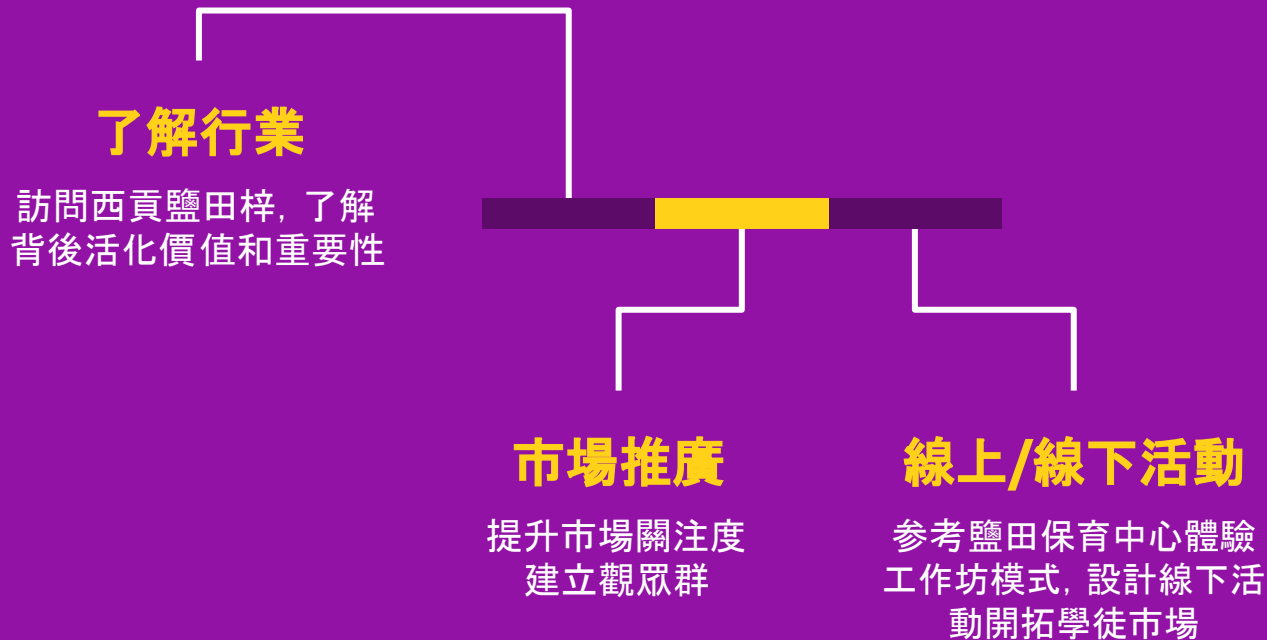 了解行業
訪問西貢鹽田梓, 了解
背後活化價值和重要性
市場推廣
提升市場關注度
建立觀眾群
線上/線下活動
参考鹽田保育中心體驗
工作坊模式, 設計線下活
動開拓學徒市場